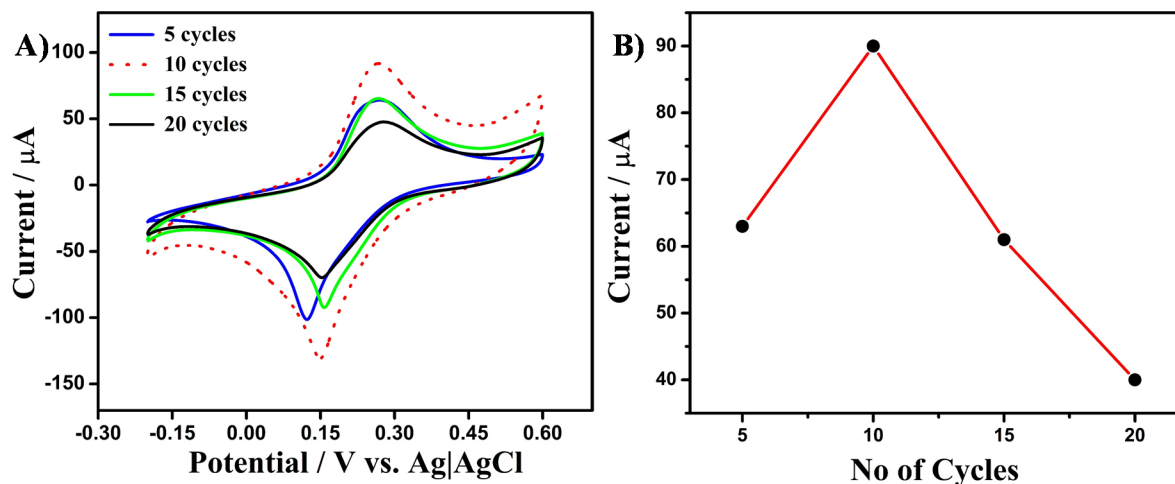 A)
5 cycles
10 cycles
15 cycles
20 cycles
100
50
0
-50
-100
-150
Current / μA
-0.30 -0.15 0.00 0.15 0.30 0.45 0.60
Potential / V vs. Ag|AgCl
B)
90
80
70
60
50
40
Current / μA
5 10 15 20
No of Cycles